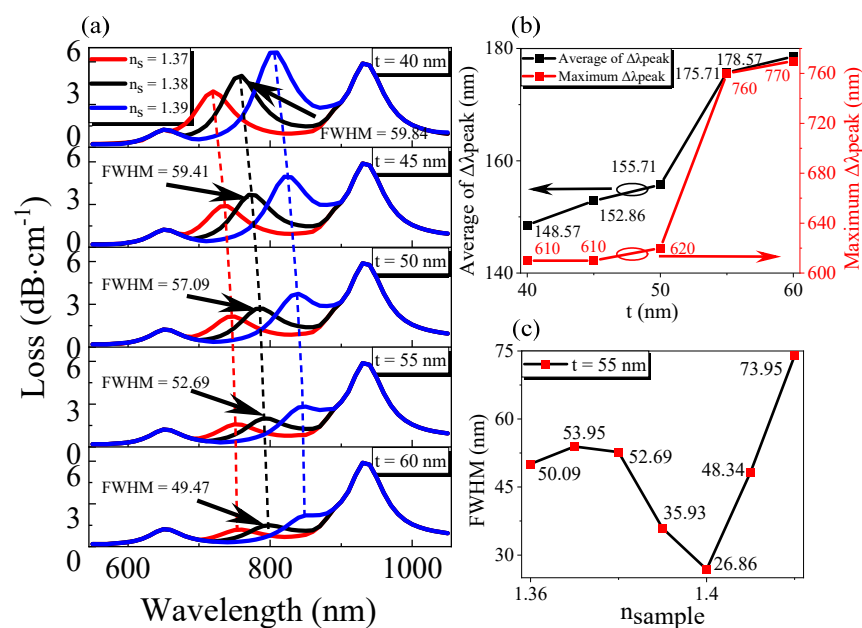 (a)
6
3
0
n_s = 1.37
n_s = 1.38
n_s = 1.39
t = 40 nm
FWHM = 59.84
6
3
0
t = 45 nm
FWHM = 59.41
6
3
0
t = 50 nm
FWHM = 57.09
6
3
0
t = 55 nm
FWHM = 52.69
6
3
0
t = 60 nm
FWHM = 49.47
600 800 1000
Wavelength (nm)
Loss (dB·cm⁻¹)
(b)
180
160
140
Average of Δλpeak (nm)
Average of Δλpeak
Maximum Δλpeak
148.57
152.86
155.71
175.71
178.57
610
610
620
760
770
760
720
680
640
600
Maximum Δλpeak (nm)
40 50 60
t (nm)
(c)
75
60
45
30
FWHM (nm)
t = 55 nm
50.09
53.95
52.69
35.93
26.86
48.34
73.95
1.36 1.4
n_sample